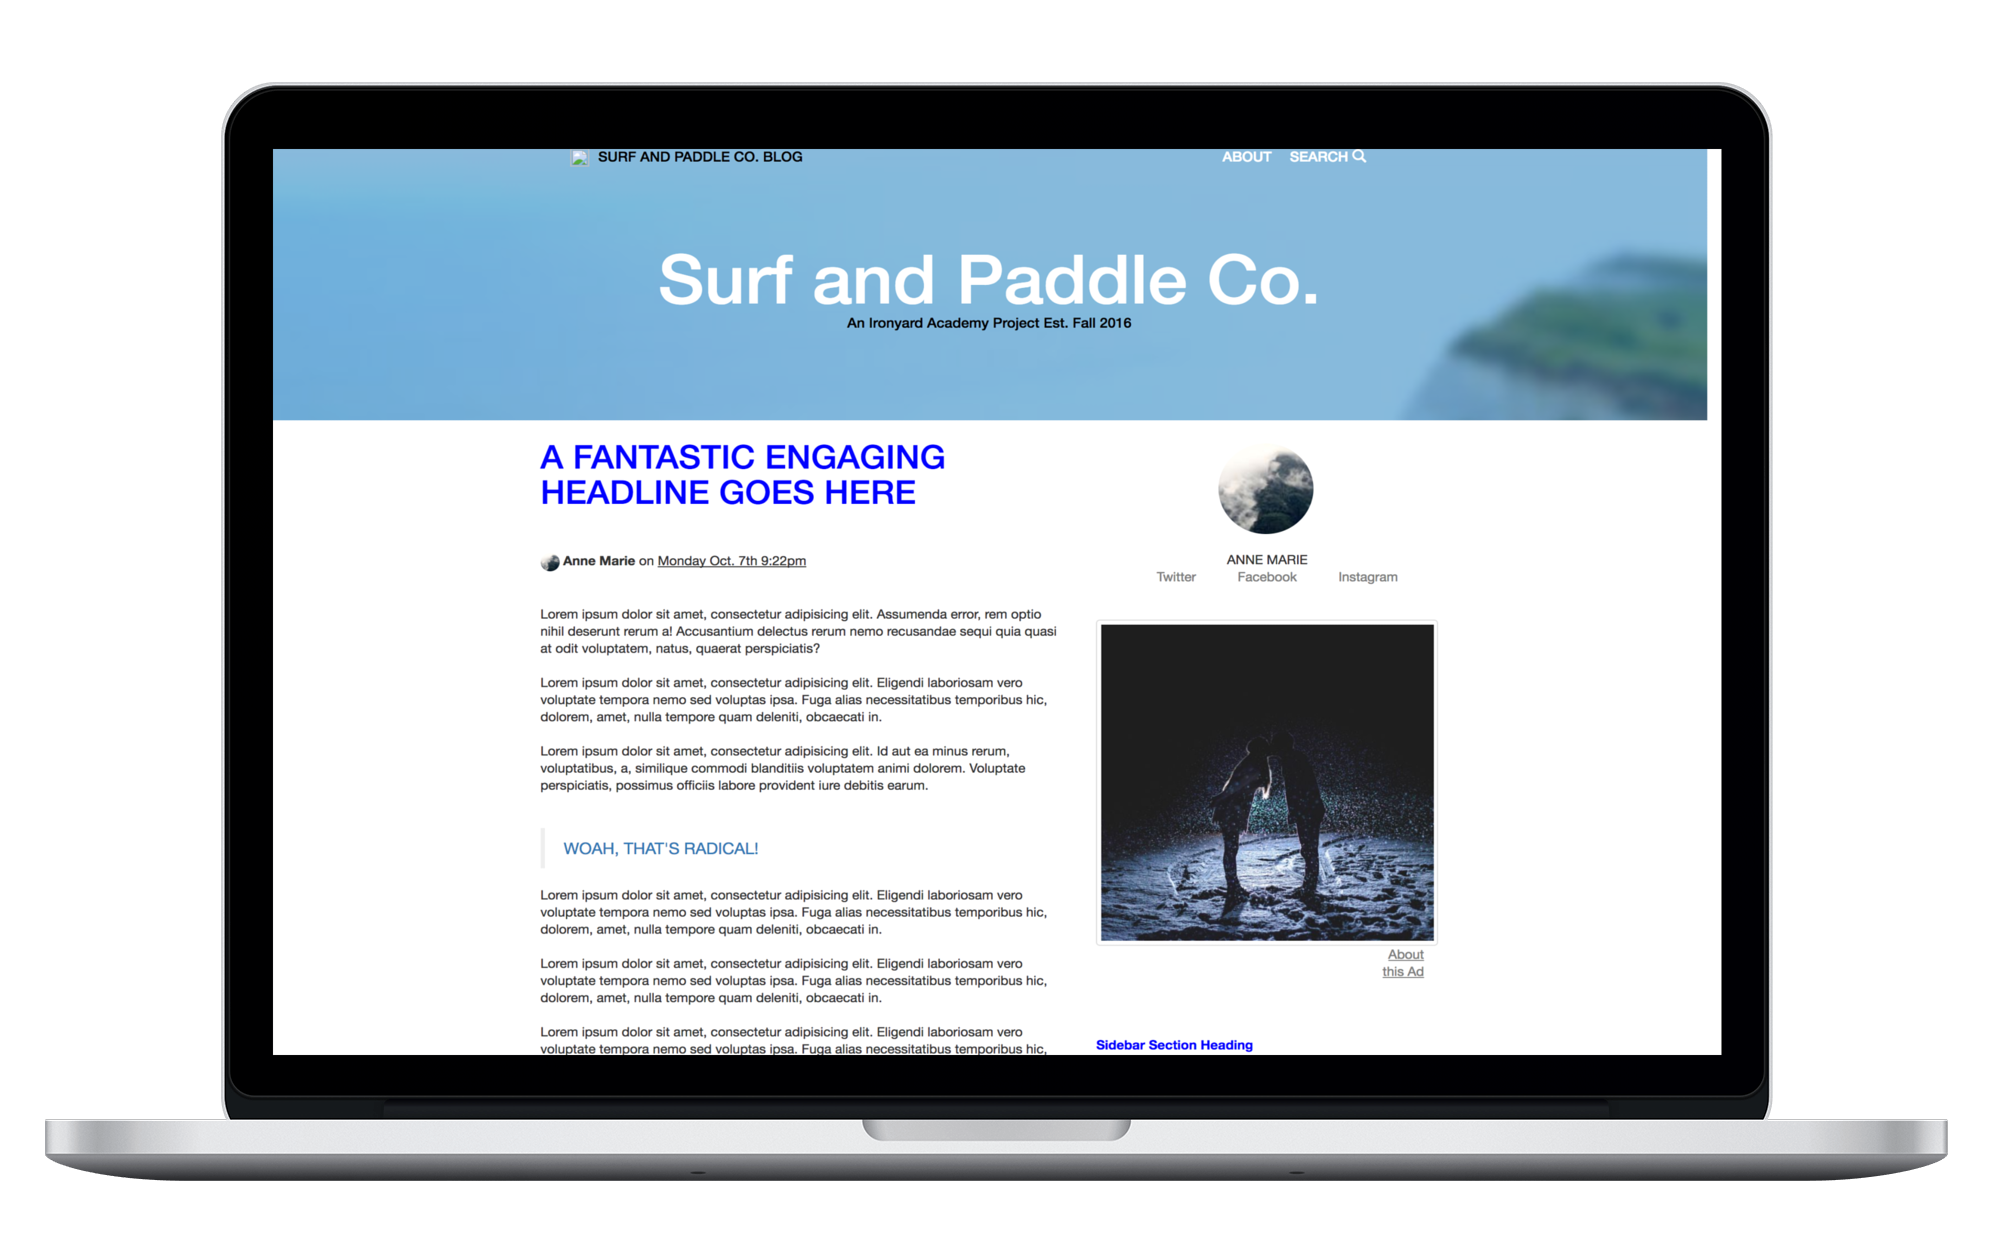 SURF AND PADDLE CO. BLOG
ABOUT SEARCH
Surf and Paddle Co.
An Ironyard Academy Project Est. Fall 2016
A FANTASTIC ENGAGING
HEADLINE GOES HERE
Anne Marie on Monday Oct. 7th 9:22pm
Lorem ipsum dolor sit amet, consectetur adipisicing elit. Assumenda error, rem optio
nihil deserunt rerum a! Accusantium delectus rerum nemo recusandae sequi quia quasi
at odit voluptatem, natus, quaerat perspiciatis?
Lorem ipsum dolor sit amet, consectetur adipisicing elit. Eligendi laboriosam vero
voluptate tempora nemo sed voluptas ipsa. Fuga alias necessitatibus temporibus hic,
dolorem, amet, nulla tempore quam deleniti, obcaecati in.
Lorem ipsum dolor sit amet, consectetur adipisicing elit. Id aut ea minus rerum,
voluptatibus, a, similique commodi blanditiis voluptatem animi dolorem. Voluptate
perspiciatis, possimus officiis labore provident iure debitis earum.
WOAH, THAT'S RADICAL!
Lorem ipsum dolor sit amet, consectetur adipisicing elit. Eligendi laboriosam vero
voluptate tempora nemo sed voluptas ipsa. Fuga alias necessitatibus temporibus hic,
dolorem, amet, nulla tempore quam deleniti, obcaecati in.
Lorem ipsum dolor sit amet, consectetur adipisicing elit. Eligendi laboriosam vero
voluptate tempora nemo sed voluptas ipsa. Fuga alias necessitatibus temporibus hic,
dolorem, amet, nulla tempore quam deleniti, obcaecati in.
Lorem ipsum dolor sit amet, consectetur adipisicing elit. Eligendi laboriosam vero
voluptate tempora nemo sed voluptas ipsa. Fuga alias necessitatibus temporibus hic,
ANNE MARIE
Twitter Facebook Instagram
About
this Ad
Sidebar Section Heading